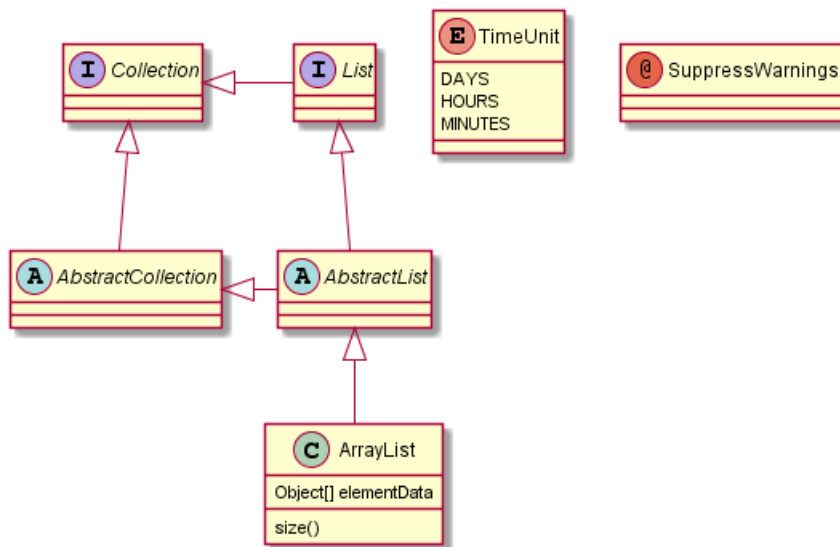 I Collection
I List
E TimeUnit
DAYS
HOURS
MINUTES
@ SuppressWarnings
A AbstractCollection
A AbstractList
C ArrayList
Object[] elementData
size()